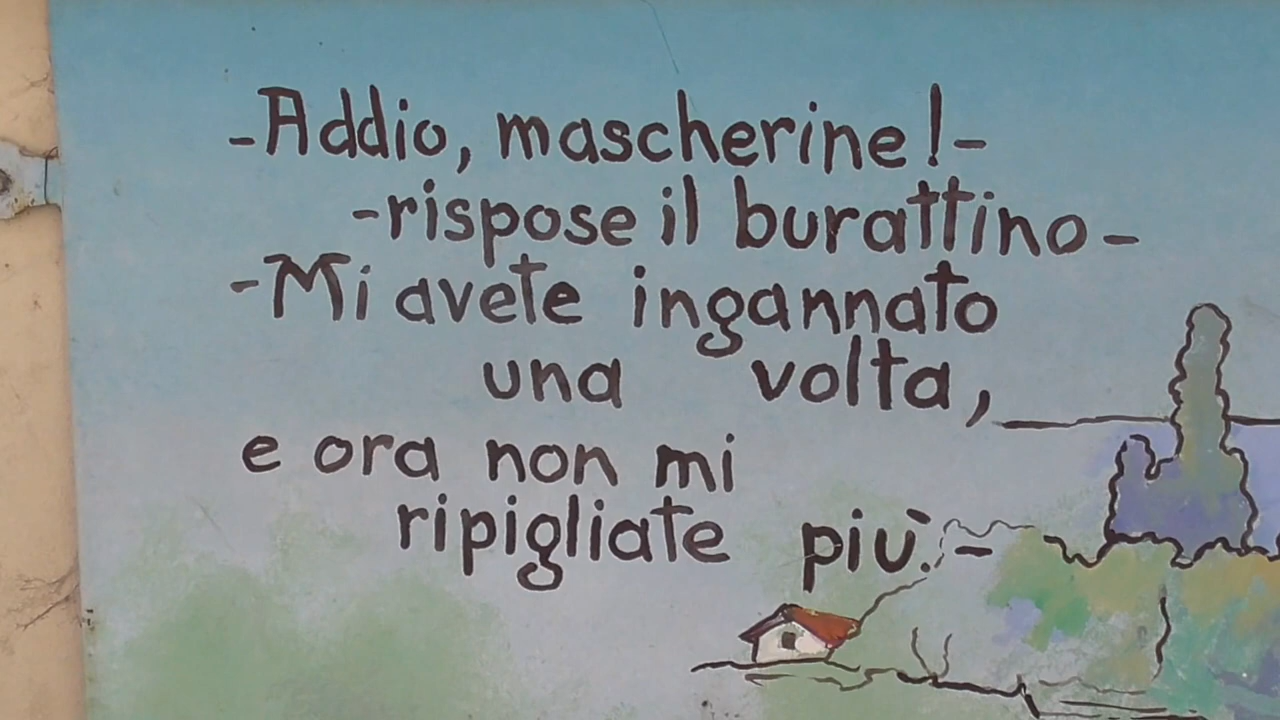 -Addio, mascherine!-
-rispose il burattino-
-Mi avete ingannato
una volta,
e ora non mi
ripigliate più.-